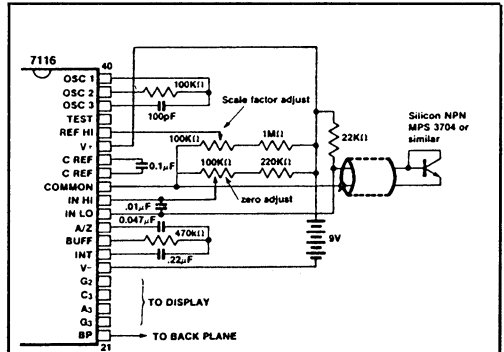 7116
40
OSC 1
OSC 2
OSC 3
TEST
REF HI
V+
C REF
C REF
COMMON
IN HI
IN LO
A/Z
BUFF
INT
V−
G2
C3
A3
G3
BP
21
100KΩ
100pF
Scale factor adjust
100KΩ
1MΩ
0.1μF
100KΩ
220KΩ
zero adjust
.01μF
0.047μF
470kΩ
.22μF
22KΩ
Silicon NPN
MPS 3704 or
similar
9V
TO DISPLAY
TO BACK PLANE